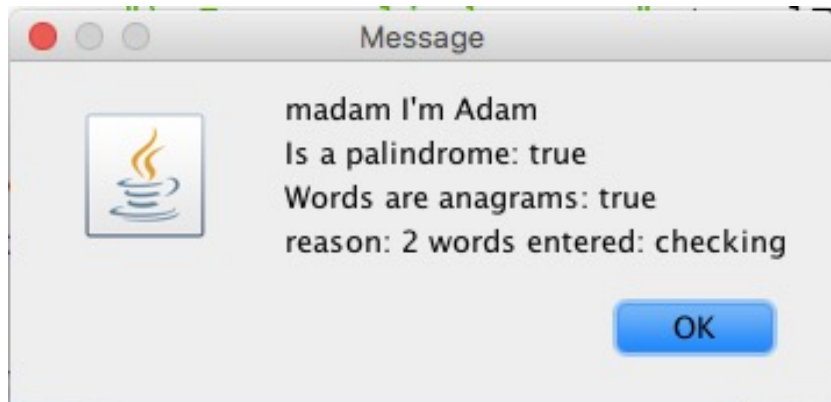 Message
madam I'm Adam
Is a palindrome: true
Words are anagrams: true
reason: 2 words entered: checking
OK